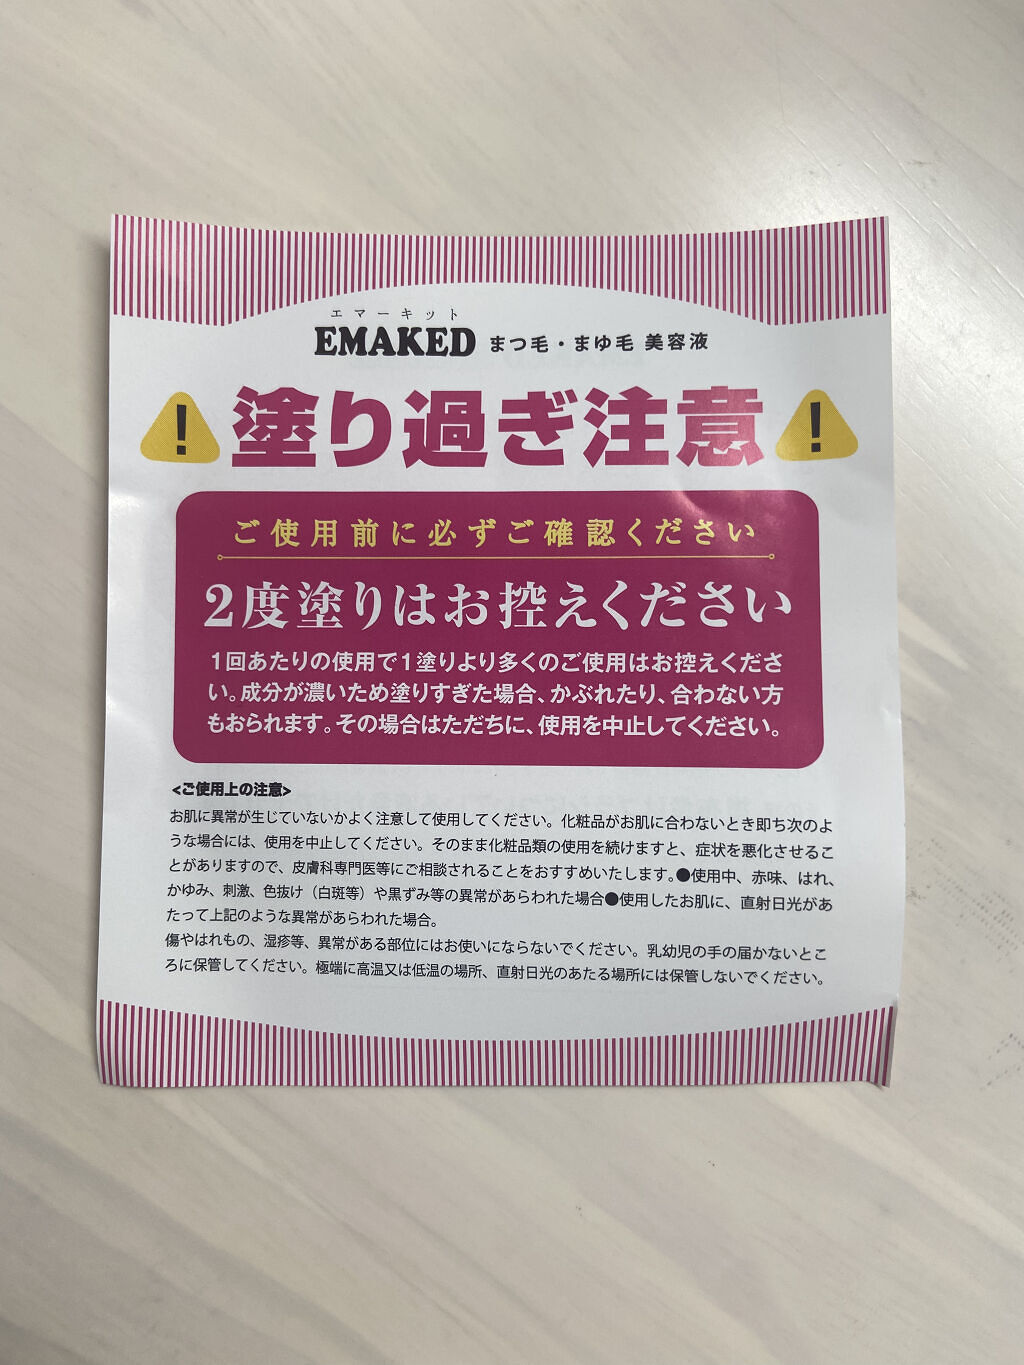 エマーキット
EMAKED まつ毛・まゆ毛 美容液
塗り過ぎ注意
ご使用前に必ずご確認ください
2度塗りはお控えください
1回あたりの使用で1塗りより多くのご使用はお控えくださ
い。成分が濃いため塗りすぎた場合、かぶれたり、合わない方
もおられます。その場合はただちに、使用を中止してください。
<ご使用上の注意>
お肌に異常が生じていないかよく注意して使用してください。化粧品がお肌に合わないとき即ち次のよ
うな場合には、使用を中止してください。そのまま化粧品類の使用を続けますと、症状を悪化させるこ
とがありますので、皮膚科専門医等にご相談されることをおすすめいたします。●使用中、赤味、はれ、
かゆみ、刺激、色抜け（白斑等）や黒ずみ等の異常があらわれた場合●使用したお肌に、直射日光があ
たって上記のような異常があらわれた場合。
傷やはれもの、湿疹等、異常がある部位にはお使いにならないでください。乳幼児の手の届かないとこ
ろに保管してください。極端に高温又は低温の場所、直射日光のあたる場所には保管しないでください。